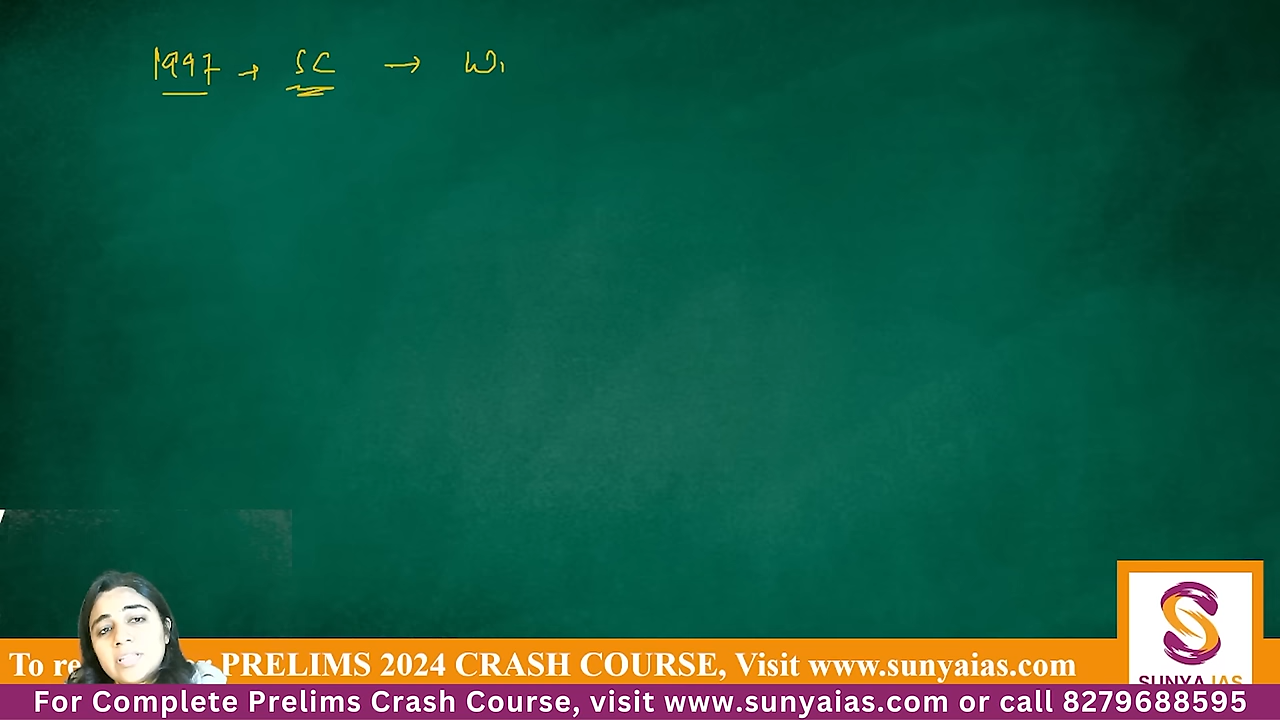 1997 → SC → Wi
To re PRELIMS 2024 CRASH COURSE, Visit www.sunyaias.com
SUNYA IAS
For Complete Prelims Crash Course, visit www.sunyaias.com or call 8279688595